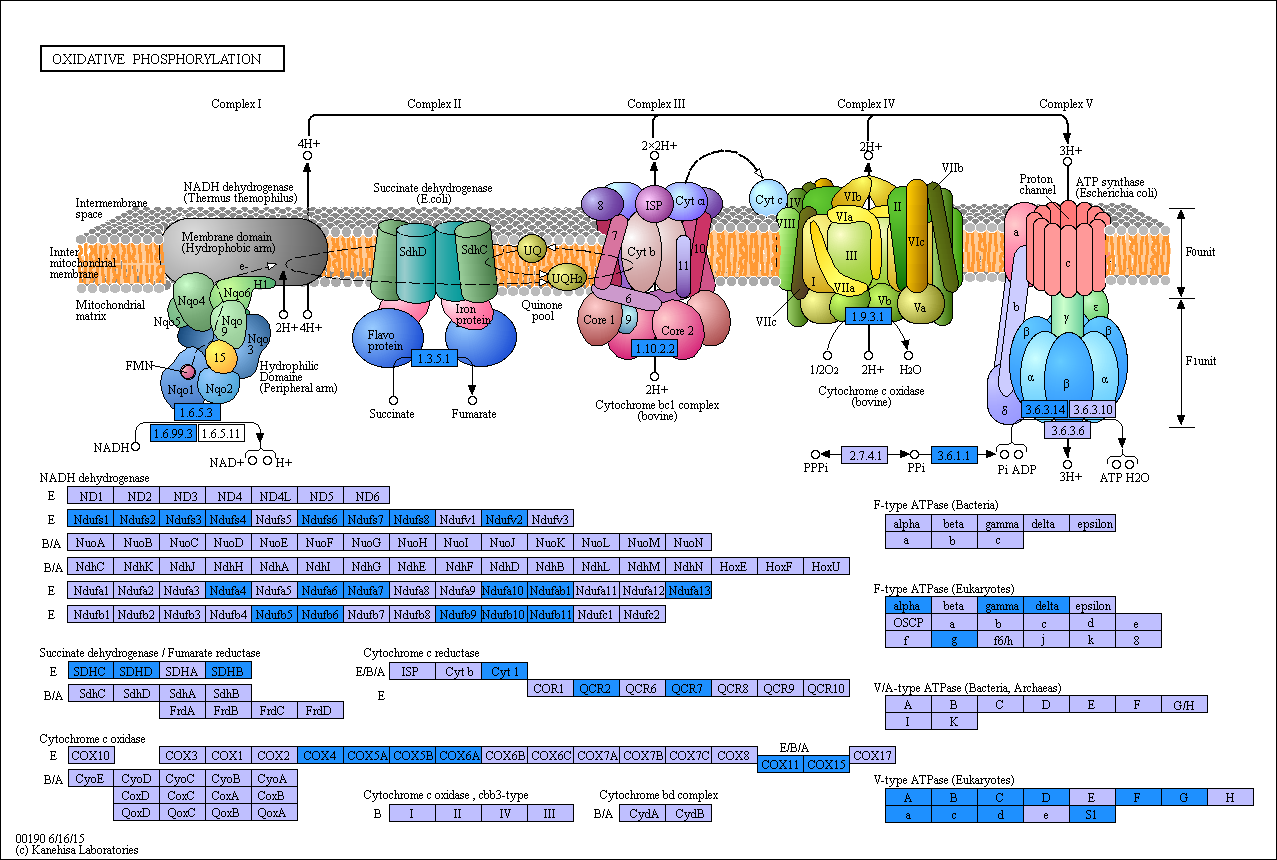 OXIDATIVE PHOSPHORYLATION
Complex I Complex II Complex III Complex IV Complex V
4H+ 2×2H+ 2H+ 3H+
NADH dehydrogenase
(Thermus themophilus)
Succinate dehydrogenase
(E.coli)
Intermembrane
space
Innter
mitochondrial
membrane
Mitochondrial
matrix
Membrane domain
(Hydrophobic arm)
e-
Nqo4 Nqo6 H1
Nqo5 Nqo
9 Nqo
3
15
FMN
Nqo1 Nqo2
Hydrophilic
Domaine
(Peripheral arm)
2H+ 4H+
1.6.5.3
1.6.99.3 1.6.5.11
NADH
NAD+ H+
SdhD SdhC
Flavo
protein
Iron
protein
1.3.5.1
Succinate Fumarate
UQ
UQH2
Quinone
pool
8 ISP Cyt c1 Cyt c
7 Cyt b 11 10
6
Core 1 9 Core 2
1.10.2.2
2H+
Cytochrome bc1 complex
(bovine)
VIIb
IV VIb II
VIII VIa VIc
III
I VIIa
VIIc Vb Va
1.9.3.1
1/2O2 2H+ H2O
Cytochrome c oxidase
(bovine)
Proton
channel
ATP synthase
(Escherichia coli)
a c
b γ ε
β β
α β α
δ
F0unit
F1unit
3.6.3.14 3.6.3.10
3.6.3.6
PPPi 2.7.4.1 PPi 3.6.1.1 Pi ADP 3H+ ATP H2O
NADH dehydrogenase
E ND1 ND2 ND3 ND4 ND4L ND5 ND6
E Ndufs1 Ndufs2 Ndufs3 Ndufs4 Ndufs5 Ndufs6 Ndufs7 Ndufs8 Ndufv1 Ndufv2 Ndufv3
B/A NuoA NuoB NuoC NuoD NuoE NuoF NuoG NuoH NuoI NuoJ NuoK NuoL NuoM NuoN
B/A NdhC NdhK NdhJ NdhH NdhA NdhI NdhG NdhE NdhF NdhD NdhB NdhL NdhM NdhN HoxE HoxF HoxU
E Ndufa1 Ndufa2 Ndufa3 Ndufa4 Ndufa5 Ndufa6 Ndufa7 Ndufa8 Ndufa9 Ndufa10 Ndufab1 Ndufa11 Ndufa12 Ndufa13
E Ndufb1 Ndufb2 Ndufb3 Ndufb4 Ndufb5 Ndufb6 Ndufb7 Ndufb8 Ndufb9 Ndufb10 Ndufb11 Ndufc1 Ndufc2
Succinate dehydrogenase / Fumarate reductase
E SDHC SDHD SDHA SDHB
B/A SdhC SdhD SdhA SdhB
FrdA FrdB FrdC FrdD
Cytochrome c reductase
E/B/A ISP Cyt b Cyt 1
E COR1 QCR2 QCR6 QCR7 QCR8 QCR9 QCR10
Cytochrome c oxidase
E COX10 COX3 COX1 COX2 COX4 COX5A COX5B COX6A COX6B COX6C COX7A COX7B COX7C COX8 E/B/A COX17
COX11 COX15
B/A CyoE CyoD CyoC CyoB CyoA
CoxD CoxC CoxA CoxB
QoxD QoxC QoxB QoxA
Cytochrome c oxidase , cbb3-type
B I II IV III
Cytochrome bd complex
B/A CydA CydB
F-type ATPase (Bacteria)
alpha beta gamma delta epsilon
a b c
F-type ATPase (Eukaryotes)
alpha beta gamma delta epsilon
OSCP a b c d e
f g f6/h j k 8
V/A-type ATPase (Bacteria, Archaeas)
A B C D E F G/H
I K
V-type ATPase (Eukaryotes)
A B C D E F G H
a c d e S1
00190 6/16/15
(c) Kanehisa Laboratories